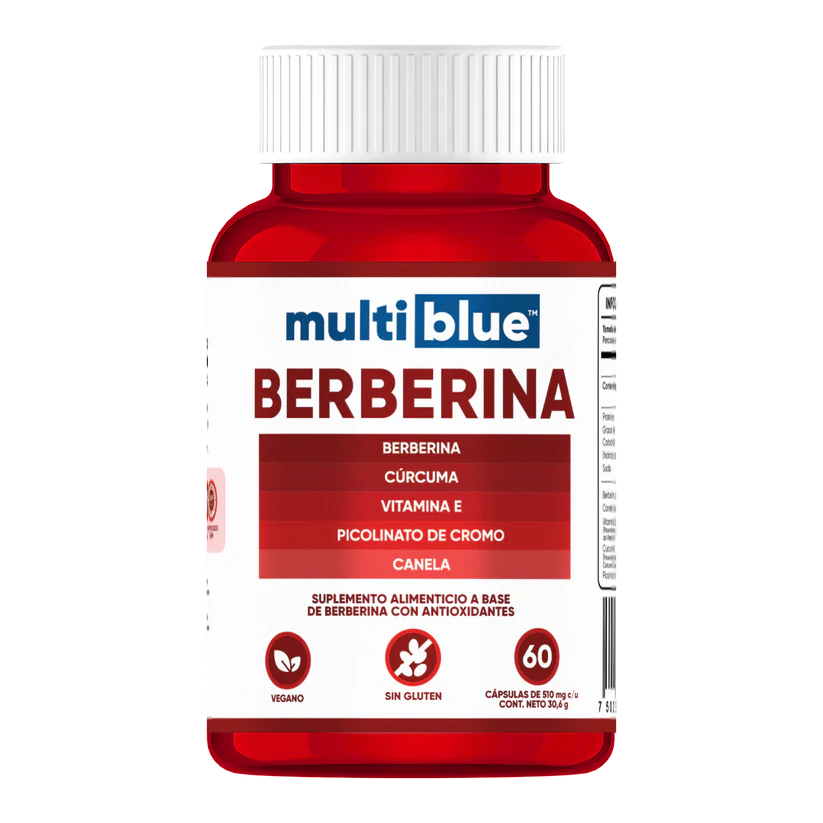 multi blue™
BERBERINA
BERBERINA
CÚRCUMA
VITAMINA E
PICOLINATO DE CROMO
CANELA
SUPLEMENTO ALIMENTICIO A BASE
DE BERBERINA CON ANTIOXIDANTES
VEGANO
SIN GLUTEN
60
CÁPSULAS DE 510 mg c/u
CONT. NETO 30,6 g